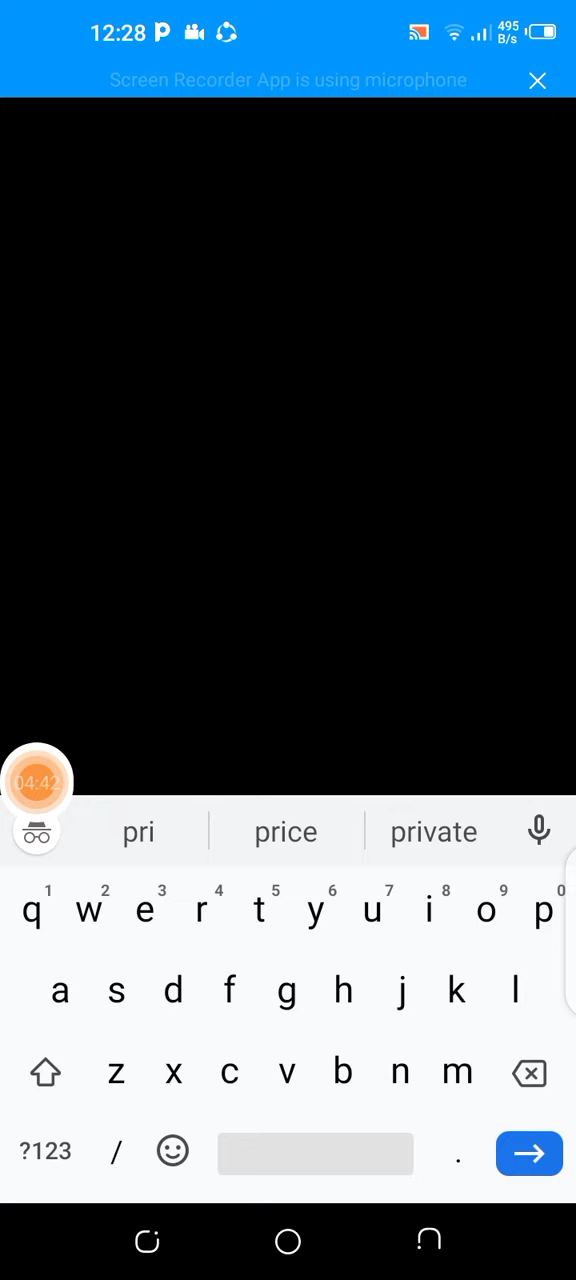 12:28 495 B/s
Screen Recorder App is using microphone
04:42
pri price private
1 2 3 4 5 6 7 8 9 0
q w e r t y u i o p
a s d f g h j k l
z x c v b n m
?123 / .